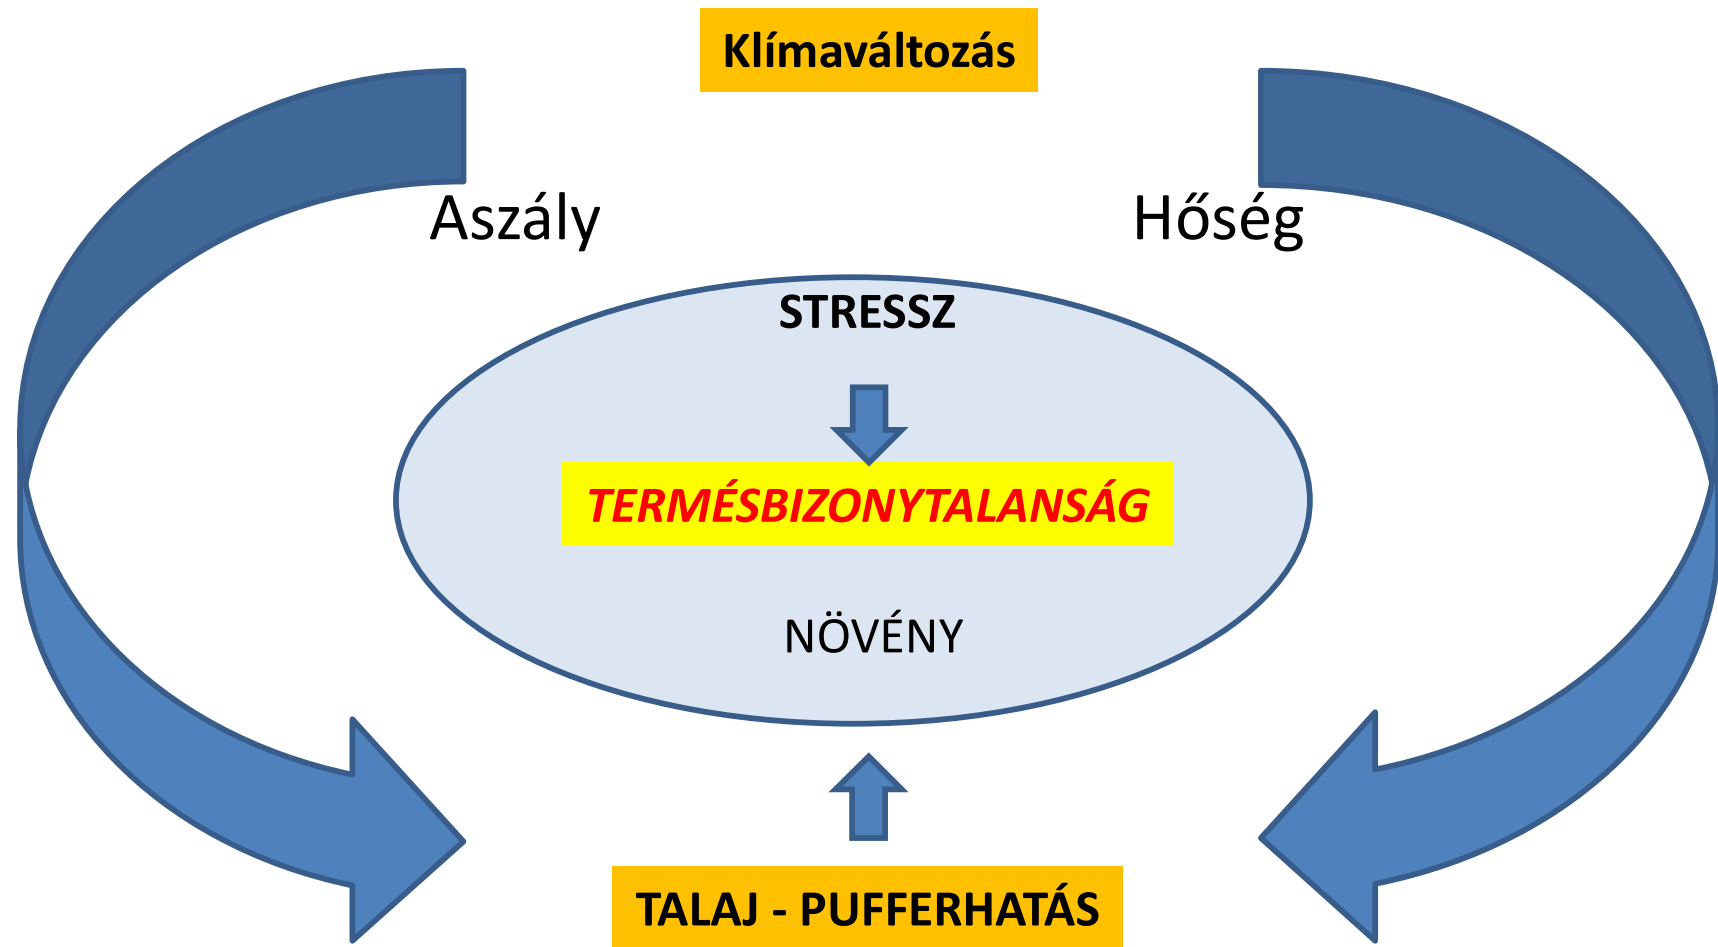 Klímaváltozás
Aszály
Hőség
STRESSZ
TERMÉSBIZONYTALANSÁG
NÖVÉNY
TALAJ - PUFFERHATÁS